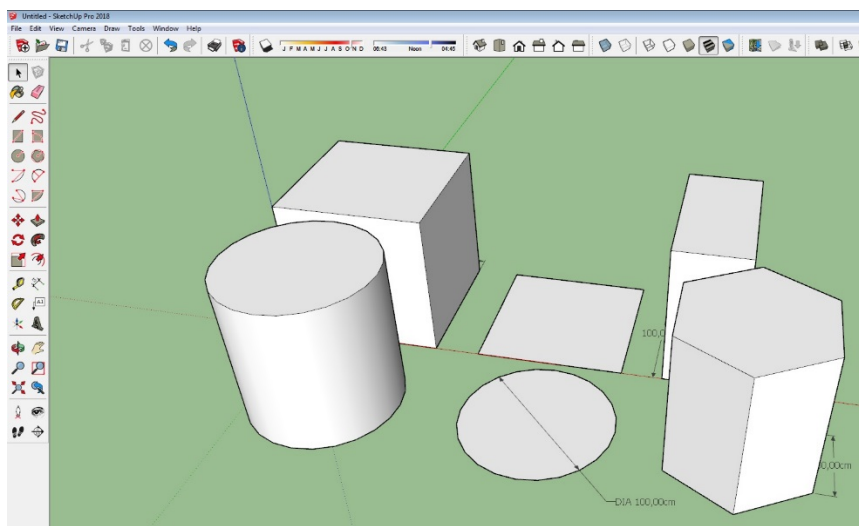 Untitled - SketchUp Pro 2018
File Edit View Camera Draw Tools Window Help
J F M A M J J A S O N D 06:43 Noon 04:45
100,0
DIA 100,00cm
0,00cm